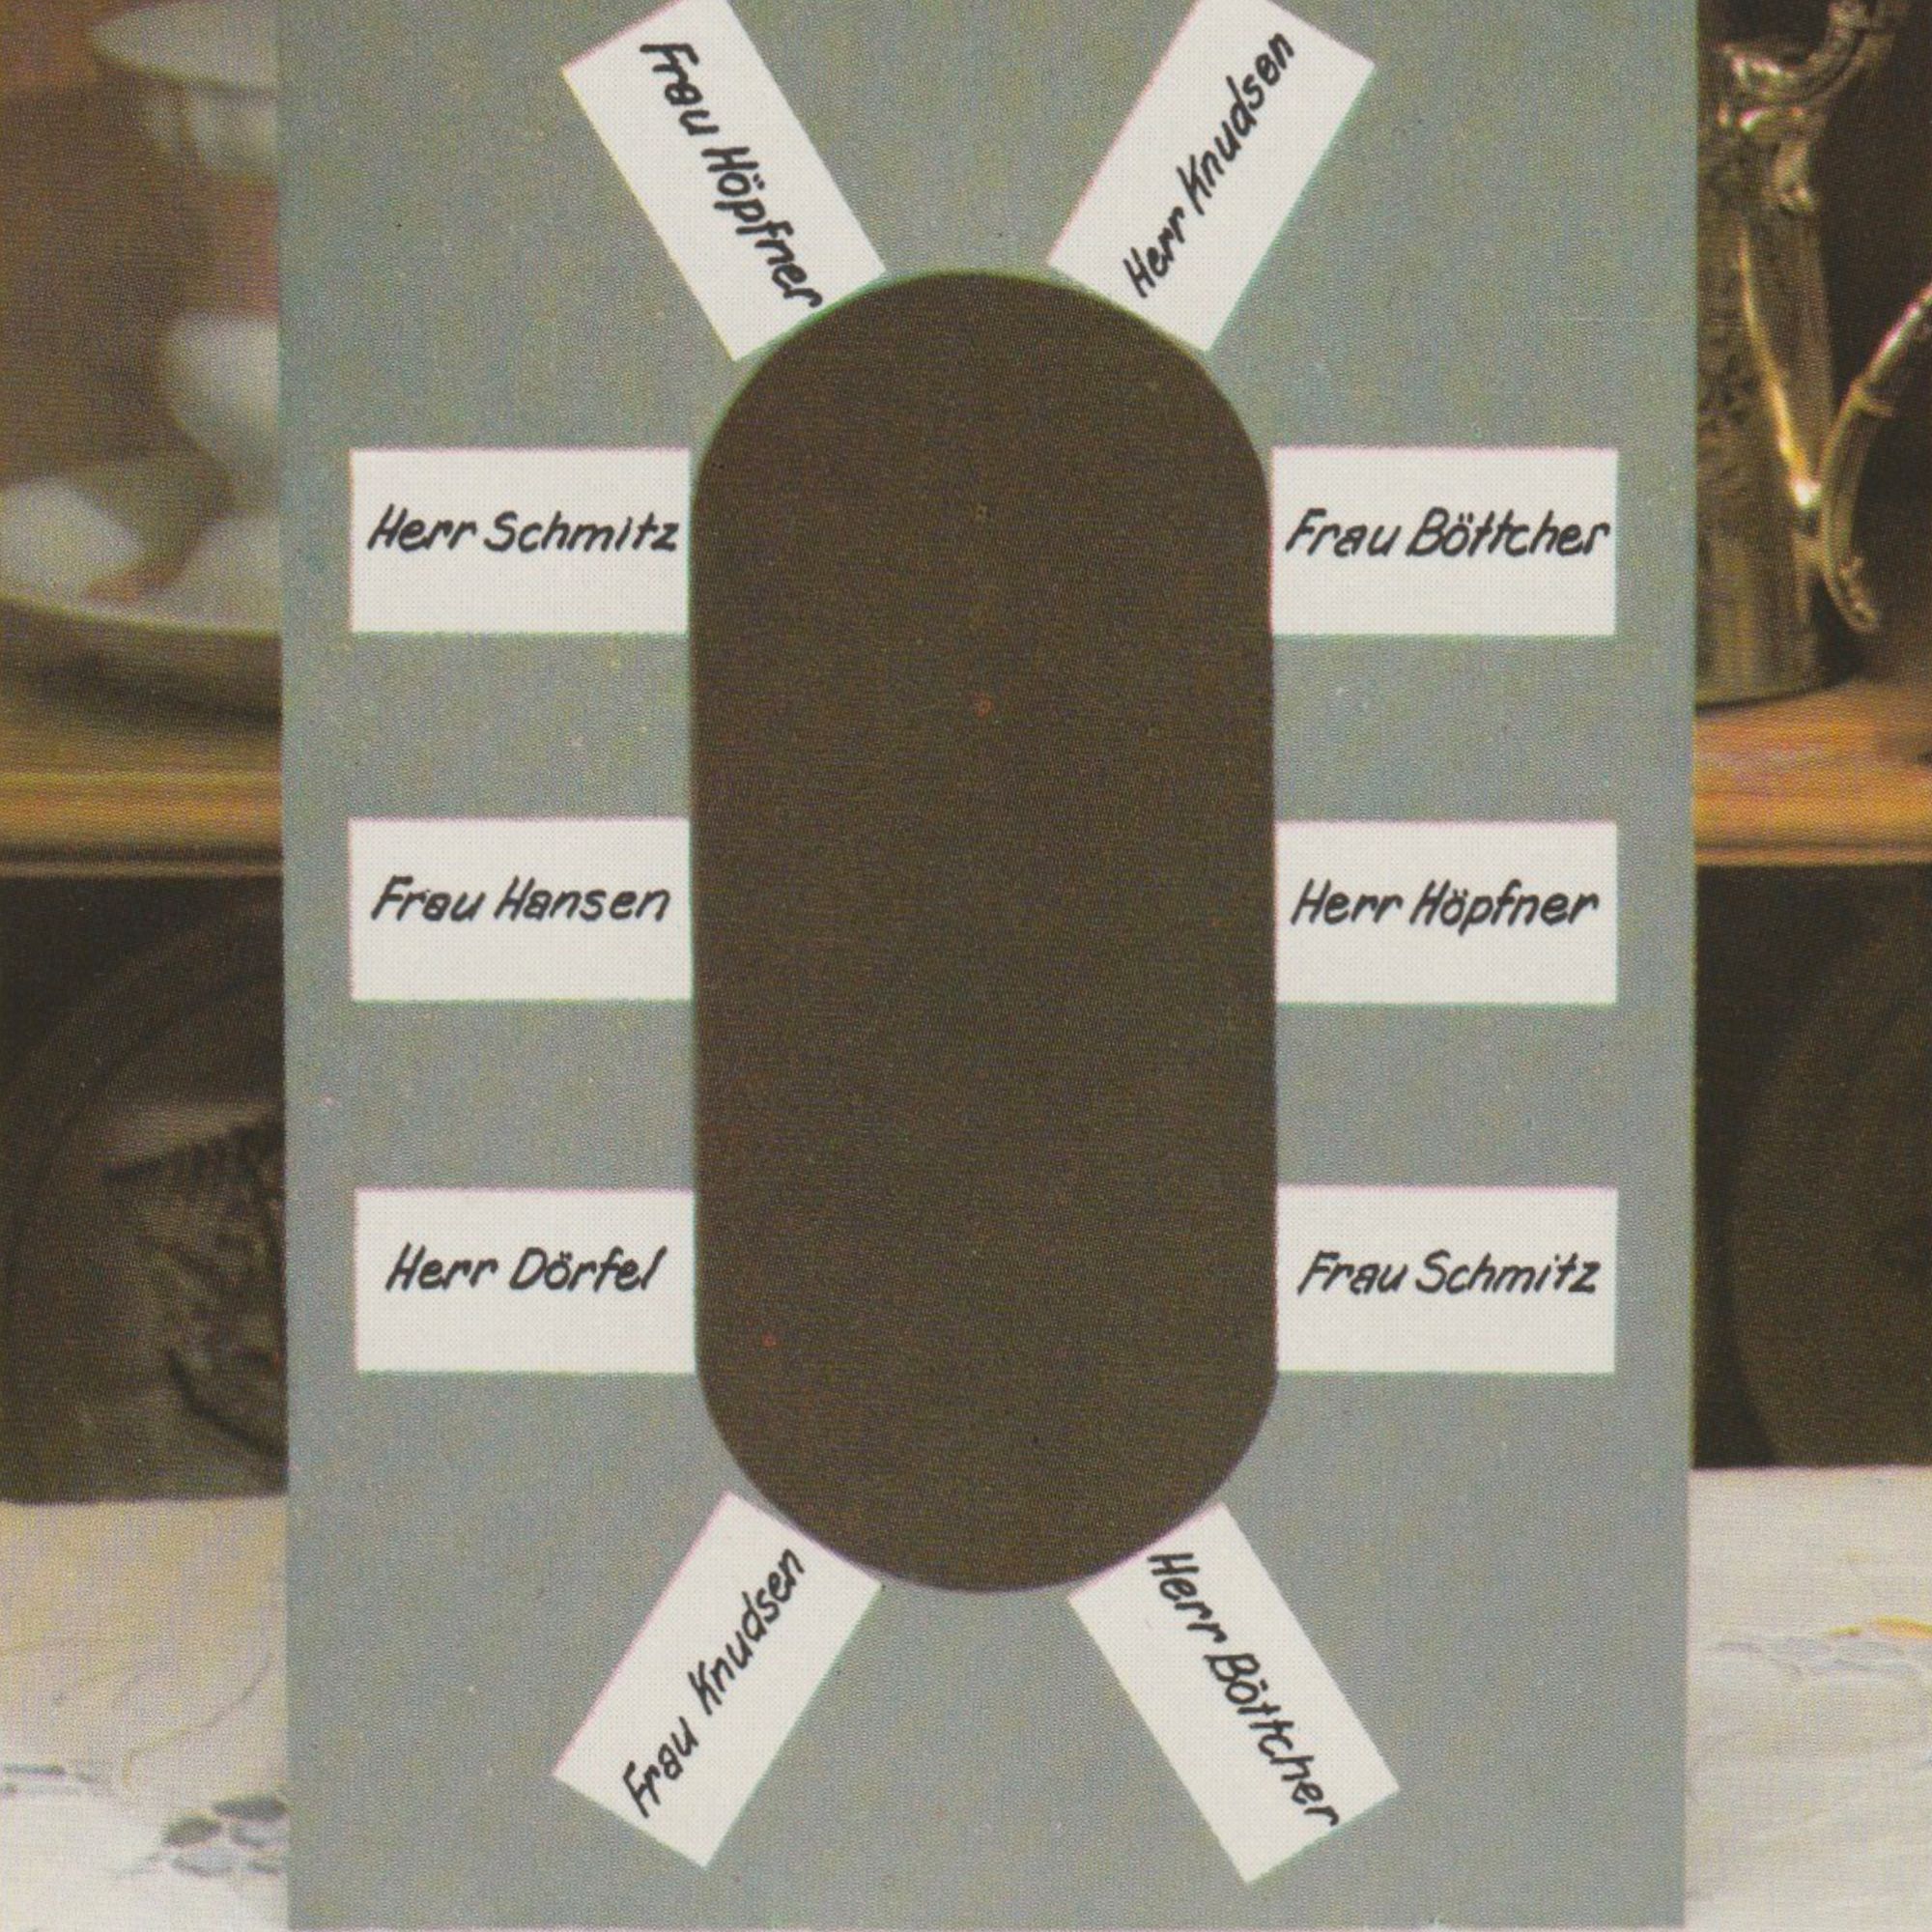 Frau Höpfner
Herr Knudsen
Herr Schmitz
Frau Böttcher
Frau Hansen
Herr Höpfner
Herr Dörfel
Frau Schmitz
Frau Knudsen
Herr Böttcher